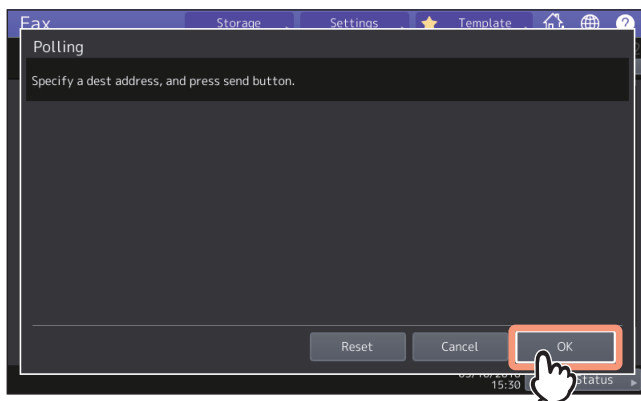 Fax Storage Settings Template ?
Polling
Specify a dest address, and press send button.
Reset Cancel OK
15:30 Status